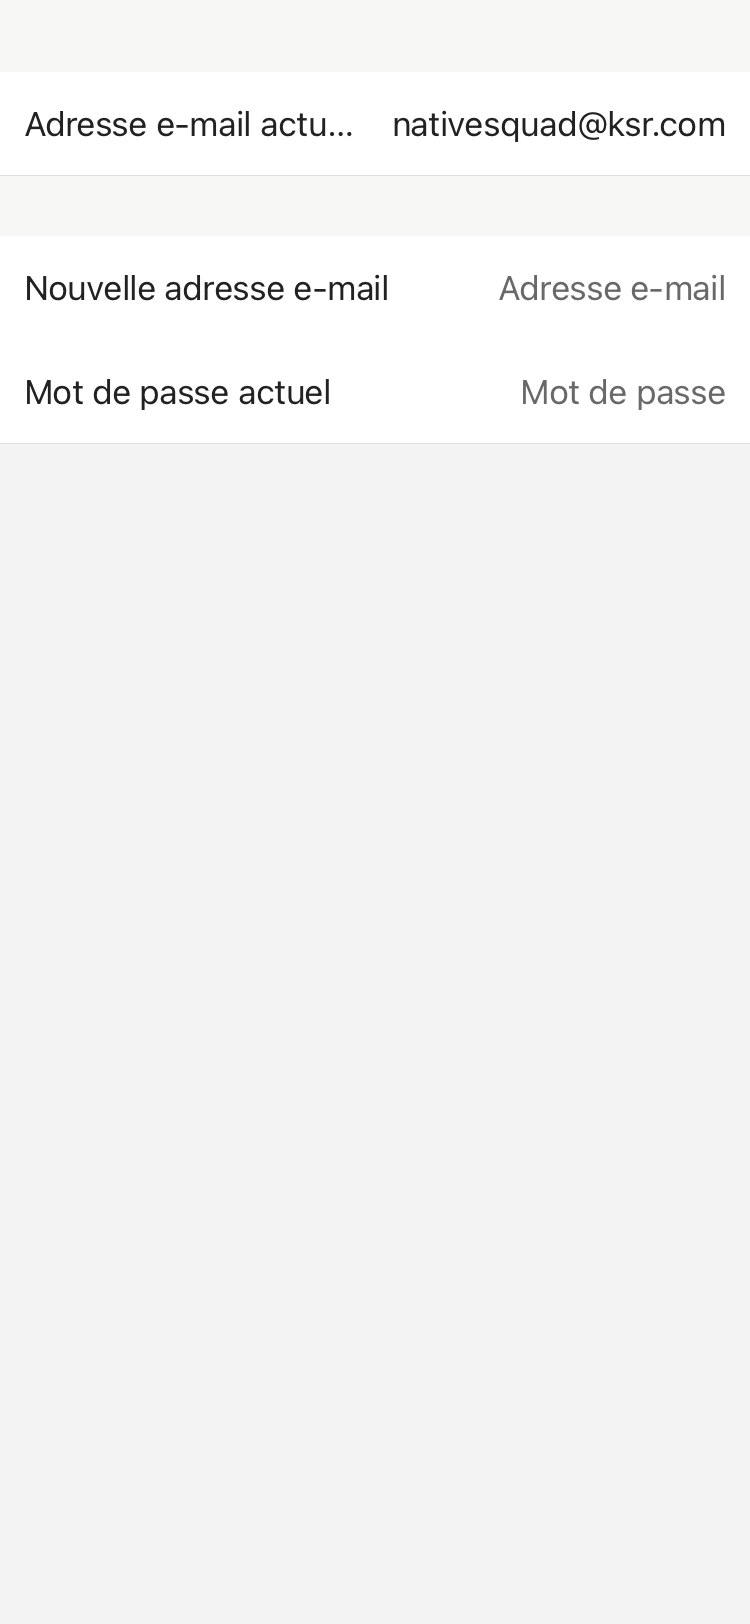 Adresse e-mail actu... nativesquad@ksr.com
Nouvelle adresse e-mail Adresse e-mail
Mot de passe actuel Mot de passe